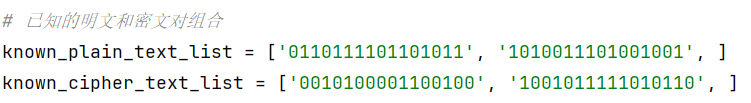 # 已知的明文和密文对组合
known_plain_text_list = ['0110111101101011', '1010011101001001', ]
known_cipher_text_list = ['0010100001100100', '1001011111010110', ]